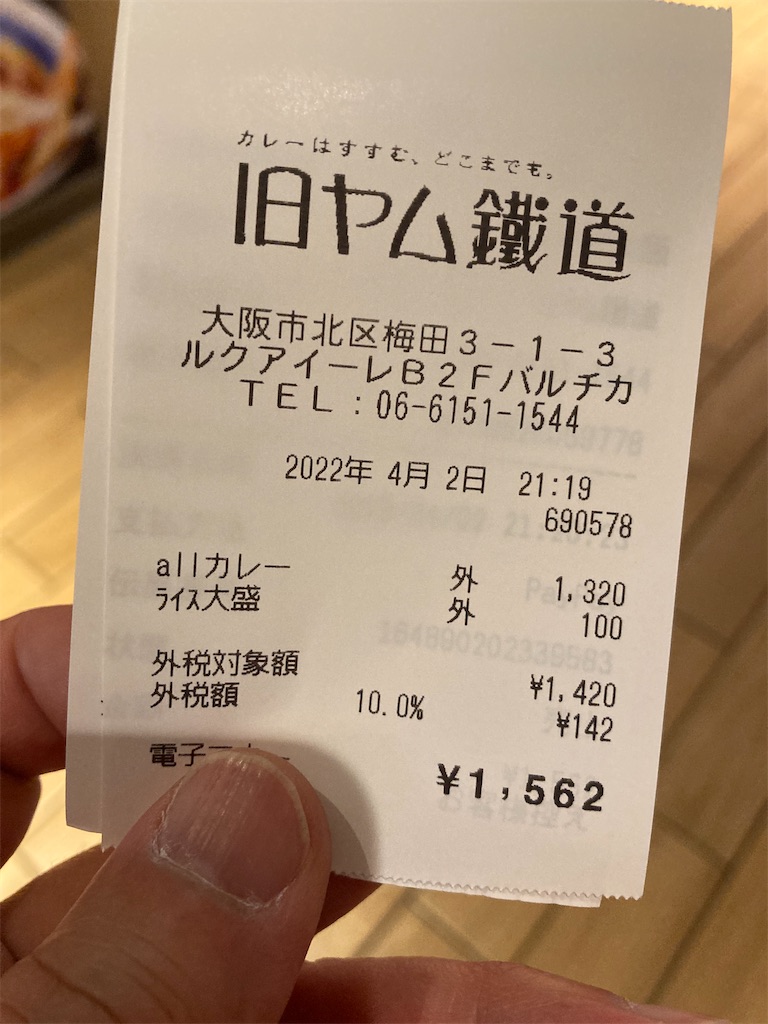 カレーはすすむ、どこまでも。
旧ヤム鐵道
大阪市北区梅田3-1-3
ルクアイーレB2Fバルチカ
TEL:06-6151-1544
2022年 4月 2日 21:19
690578
allカレー 外 1,320
ﾗｲｽ大盛 外 100
外税対象額 ¥1,420
外税額 10.0% ¥142
電子 ¥1,562